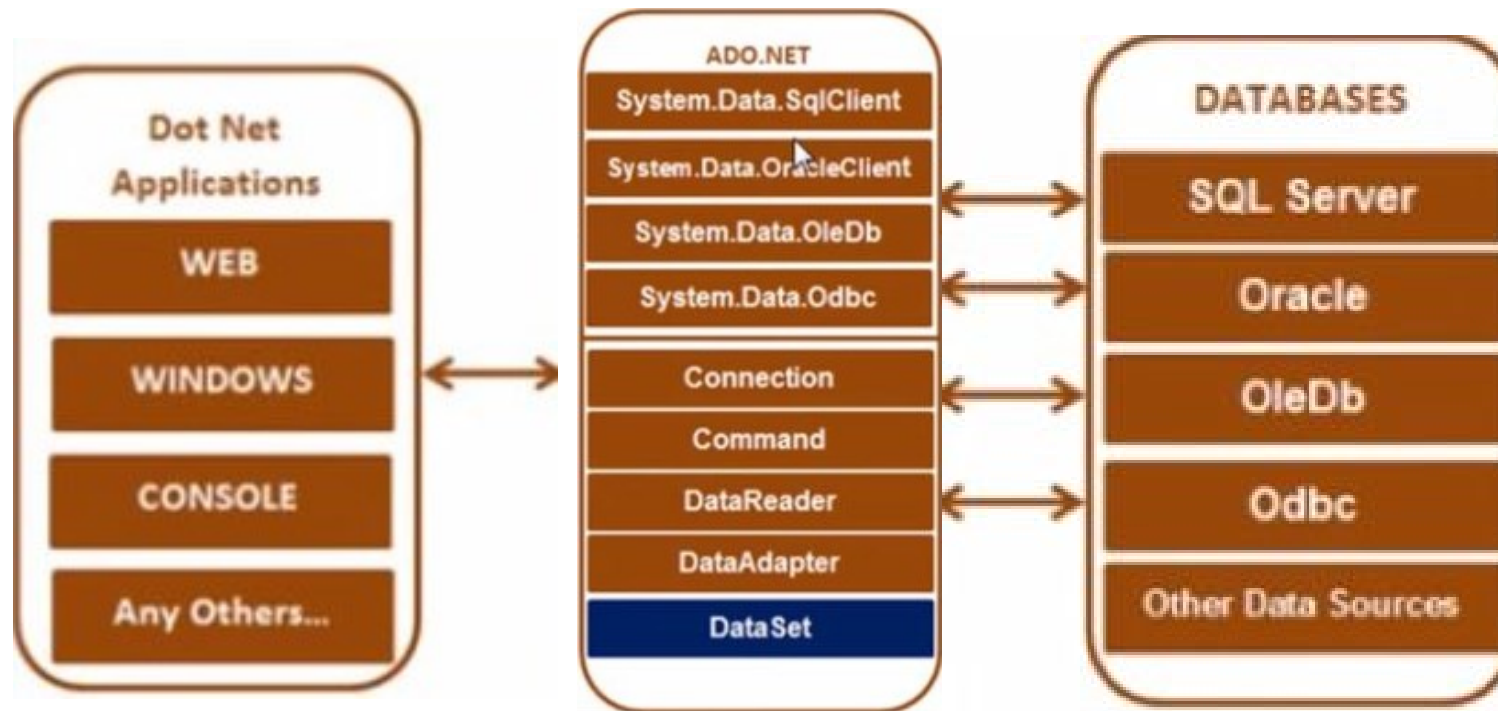 Dot Net
Applications
WEB
WINDOWS
CONSOLE
Any Others...
ADO.NET
System.Data.SqlClient
System.Data.OracleClient
System.Data.OleDb
System.Data.Odbc
Connection
Command
DataReader
DataAdapter
DataSet
DATABASES
SQL Server
Oracle
OleDb
Odbc
Other Data Sources